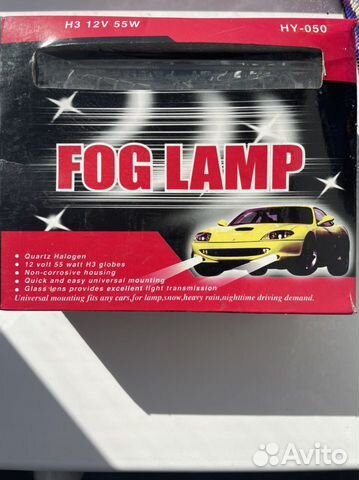 H3 12V 55W HY-050
FOG LAMP
Quartz Halogen
12 volt 55 watt H3 globes
Non-corrosive housing
Quick and easy universal mounting
Glass lens provides excellent light transmission
Universal mounting fits any cars,for lamp,snow,heavy rain,nighttime driving demand.
Avito